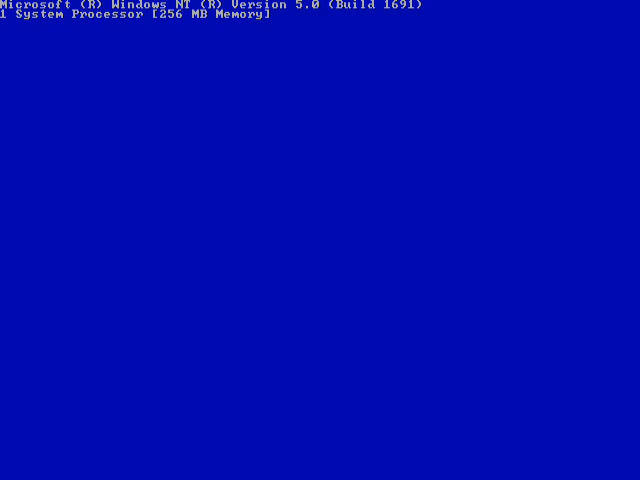 Microsoft (R) Windows NT (R) Version 5.0 (Build 1691)
1 System Processor [256 MB Memory]